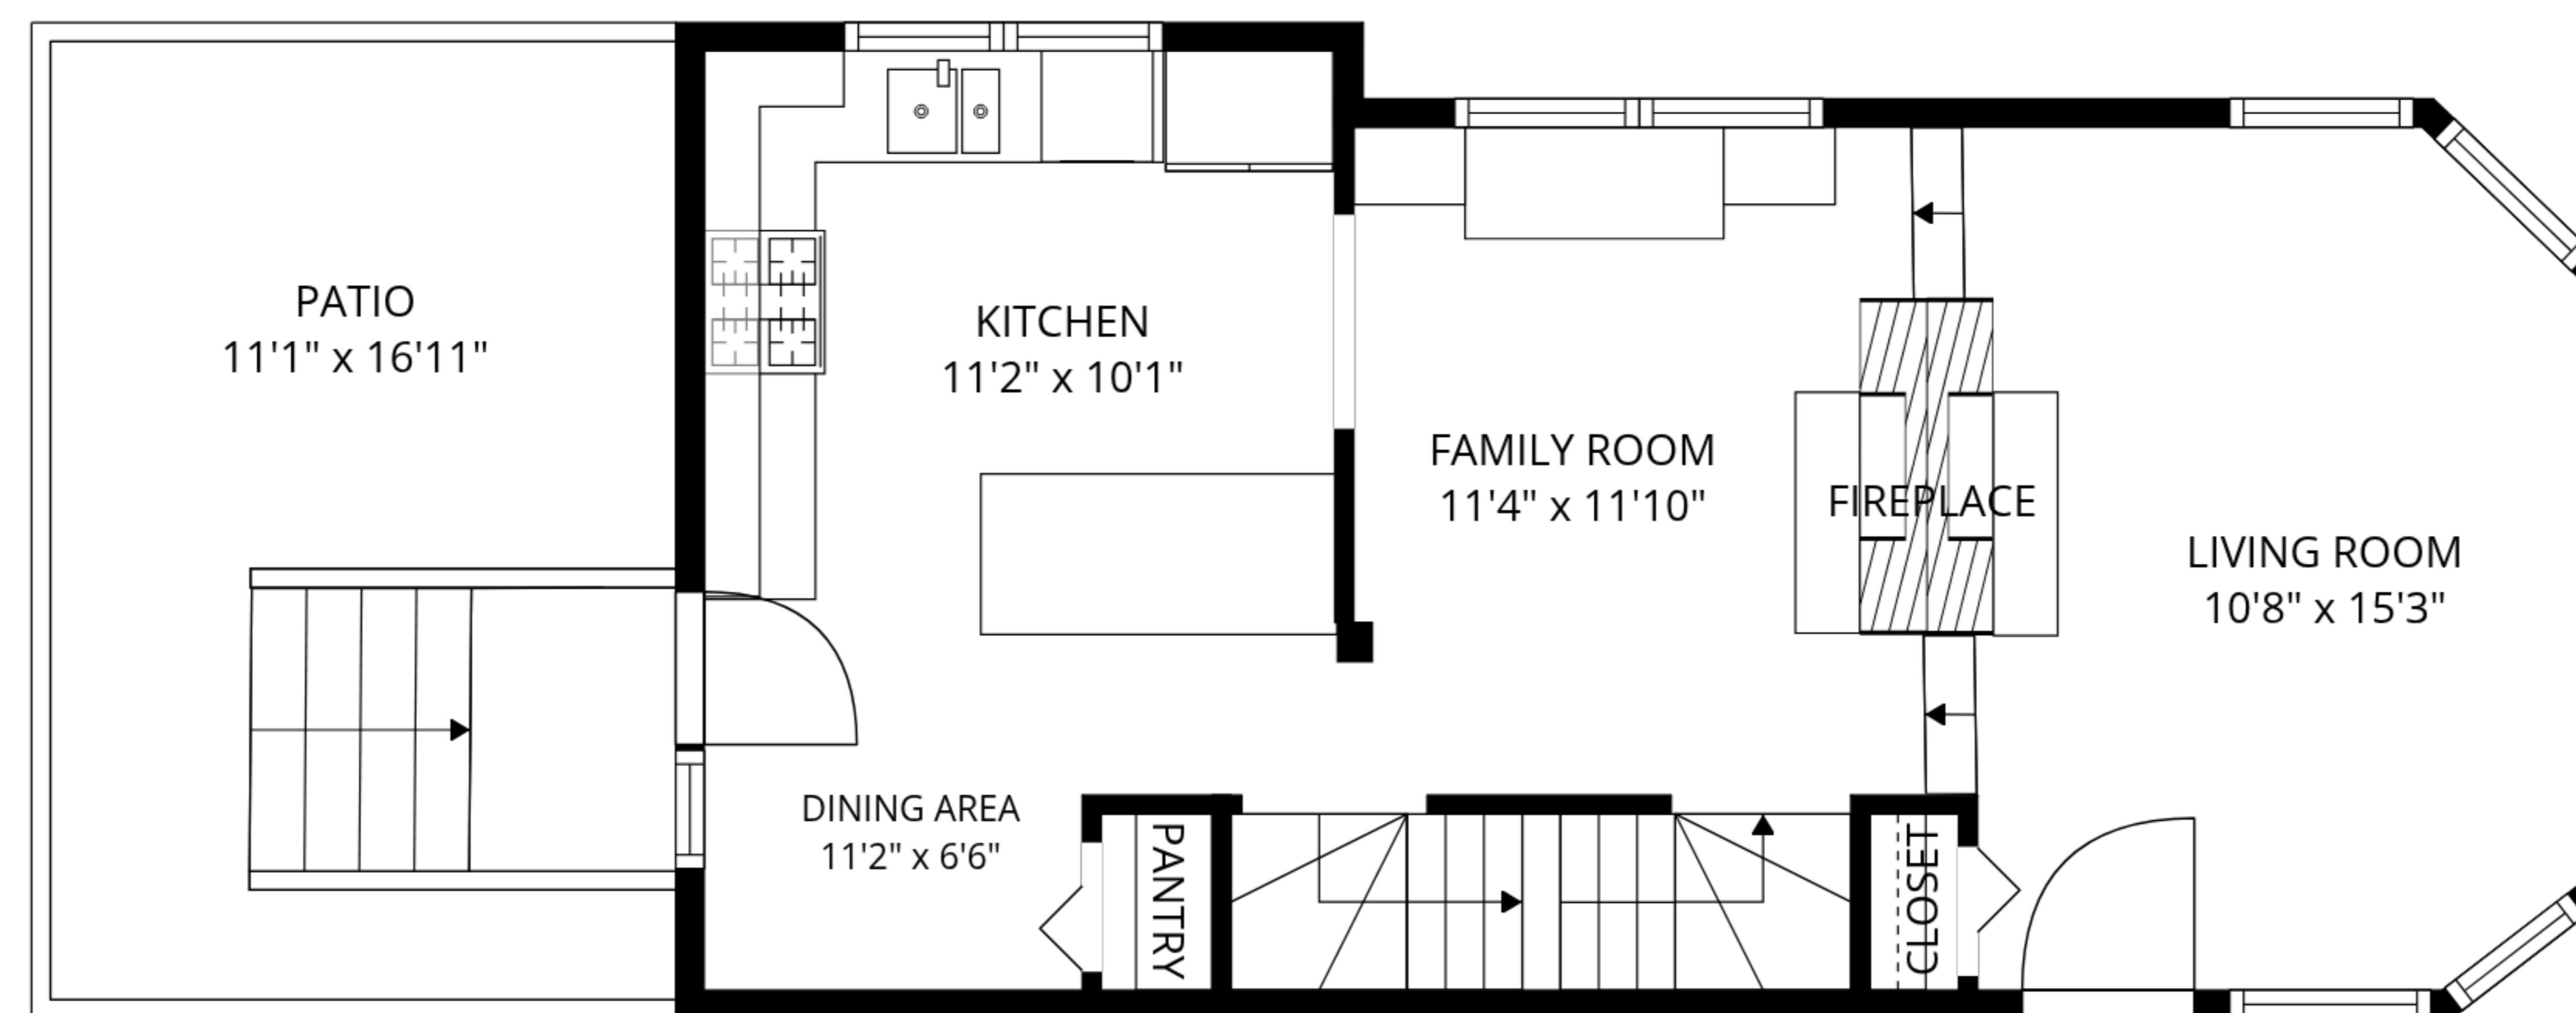 PATIO
11'1" x 16'11"
KITCHEN
11'2" x 10'1"
FAMILY ROOM
11'4" x 11'10"
FIREPLACE
LIVING ROOM
10'8" x 15'3"
DINING AREA
11'2" x 6'6"
PANTRY
CLOSET